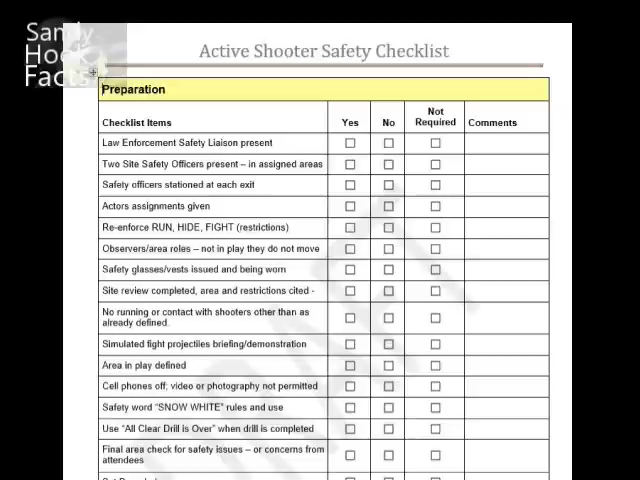 Sandy
Hook
Facts
Active Shooter Safety Checklist
Preparation
Checklist Items Yes No Not Required Comments
Law Enforcement Safety Liaison present
Two Site Safety Officers present – in assigned areas
Safety officers stationed at each exit
Actors assignments given
Re-enforce RUN, HIDE, FIGHT (restrictions)
Observers/area roles – not in play they do not move
Safety glasses/vests issued and being worn
Site review completed, area and restrictions cited -
No running or contact with shooters other than as
already defined.
Simulated fight projectiles briefing/demonstration
Area in play defined
Cell phones off; video or photography not permitted
Safety word “SNOW WHITE” rules and use
Use “All Clear Drill is Over” when drill is completed
Final area check for safety issues – or concerns from
attendees
DRAFT